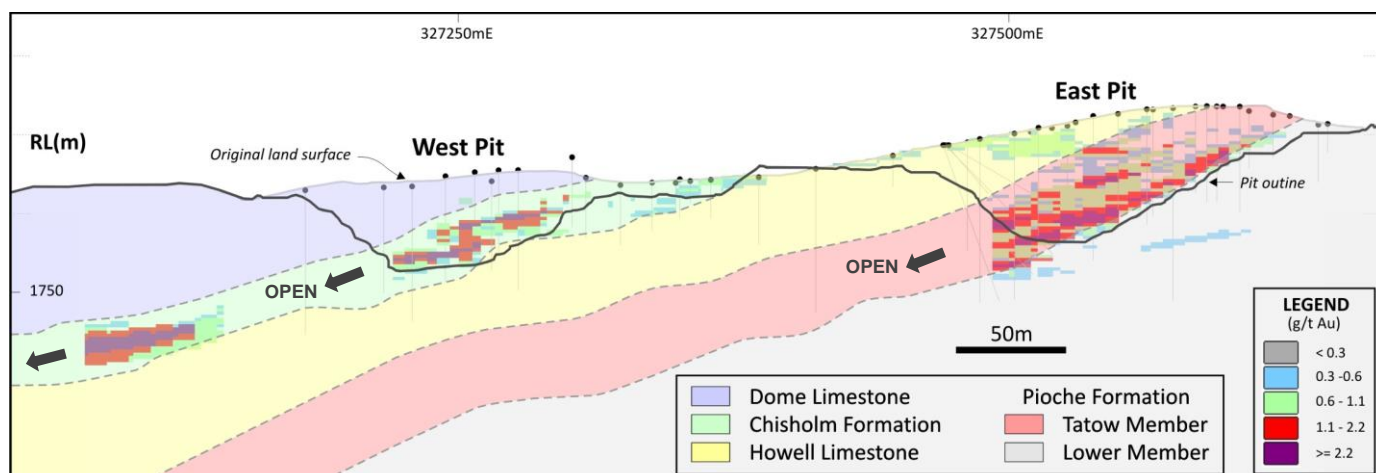 327250mE
327500mE
East Pit
RL(m)
West Pit
Original land surface
Pit outine
OPEN
OPEN
1750
50m
LEGEND
(g/t Au)
< 0.3
0.3 -0.6
0.6 - 1.1
1.1 - 2.2
>= 2.2
Dome Limestone
Chisholm Formation
Howell Limestone
Pioche Formation
Tatow Member
Lower Member